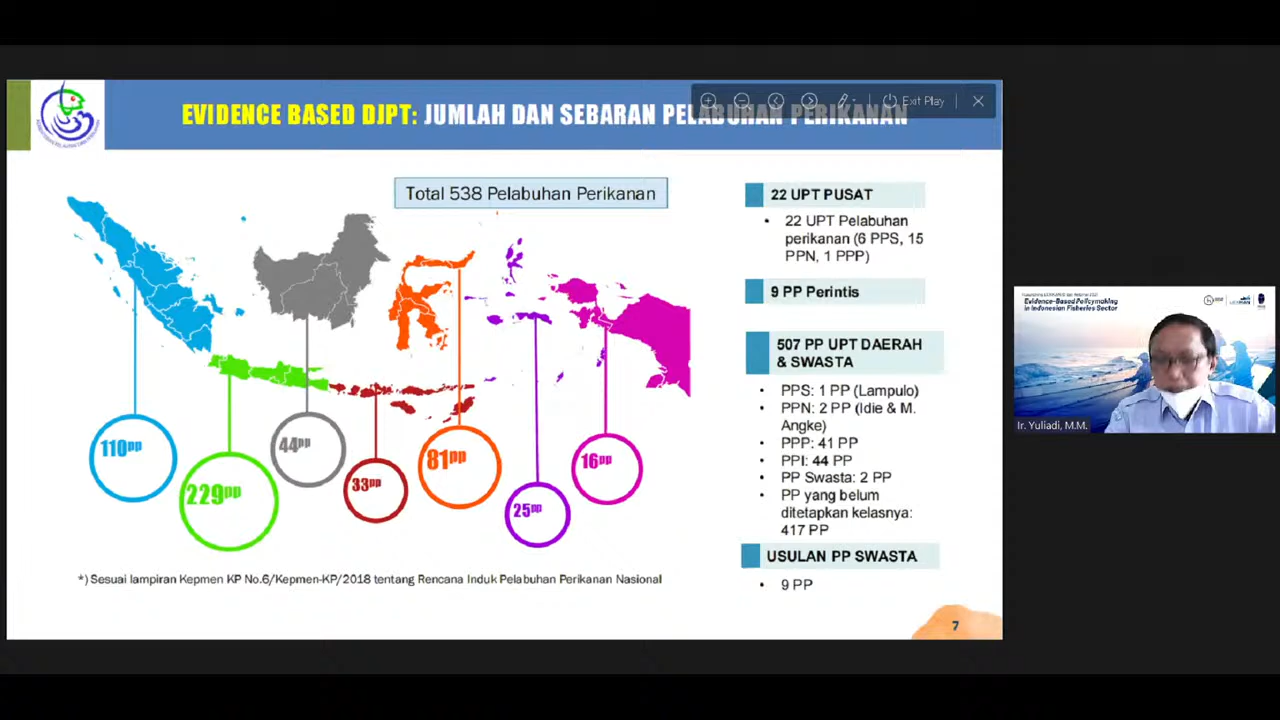 EVIDENCE BASED DJPT: JUMLAH DAN SEBARAN PELABUHAN PERIKANAN
Exit Play
Total 538 Pelabuhan Perikanan
110pp
229pp
44pp
33pp
81pp
25pp
16pp
*) Sesuai lampiran Kepmen KP No.6/Kepmen-KP/2018 tentang Rencana Induk Pelabuhan Perikanan Nasional
22 UPT PUSAT
• 22 UPT Pelabuhan
perikanan (6 PPS, 15
PPN, 1 PPP)
9 PP Perintis
507 PP UPT DAERAH
& SWASTA
• PPS: 1 PP (Lampulo)
• PPN: 2 PP (Idie & M.
Angke)
• PPP: 41 PP
• PPI: 44 PP
• PP Swasta: 2 PP
• PP yang belum
ditetapkan kelasnya:
417 PP
USULAN PP SWASTA
• 9 PP
7
Evidence-Based Policymaking
in Indonesian Fisheries Sector
Ir. Yuliadi, M.M.